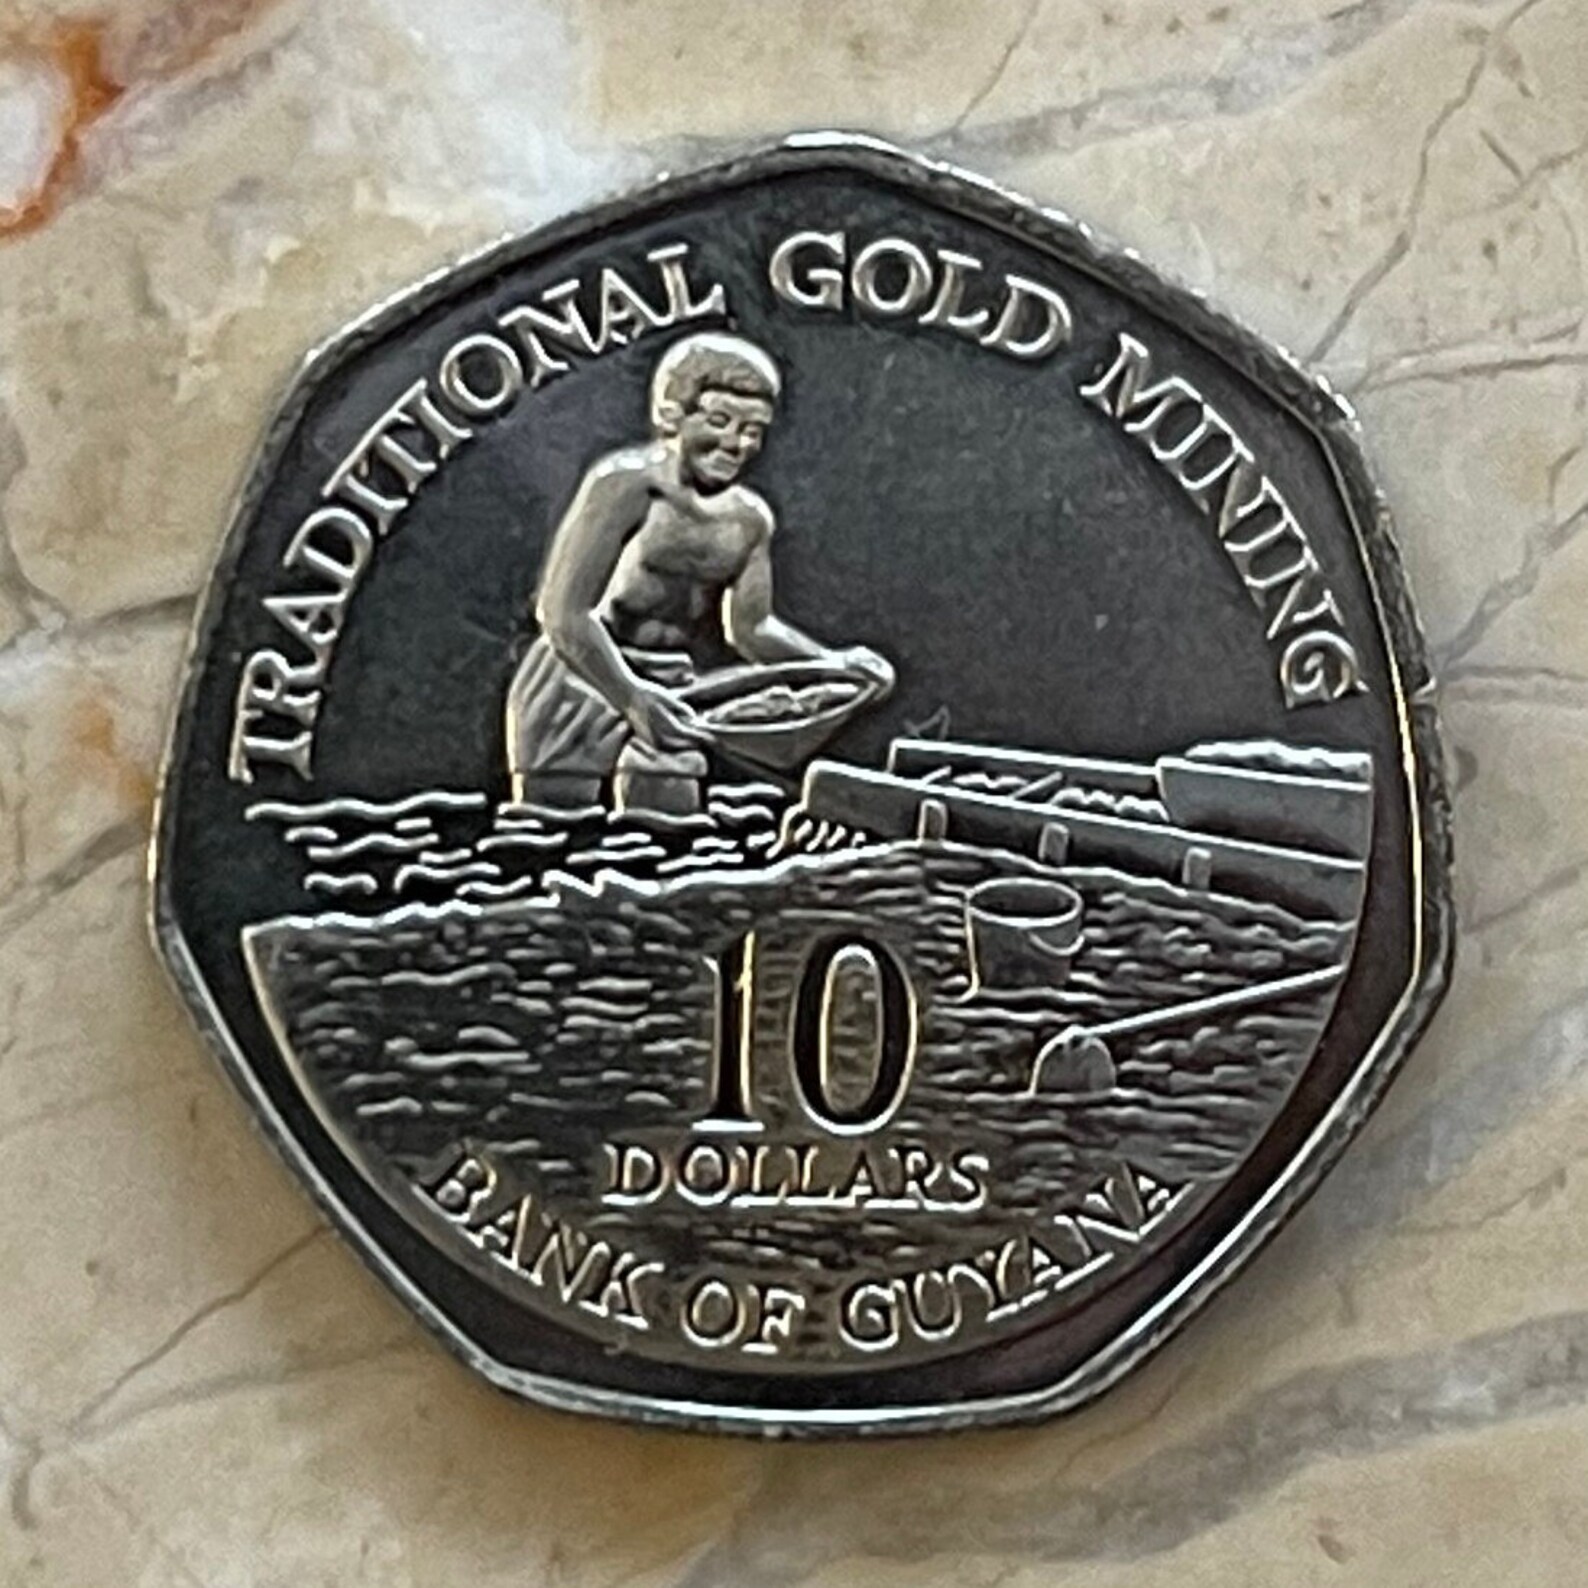 TRADITIONAL GOLD MINING
10
DOLLARS
BANK OF GUYANA